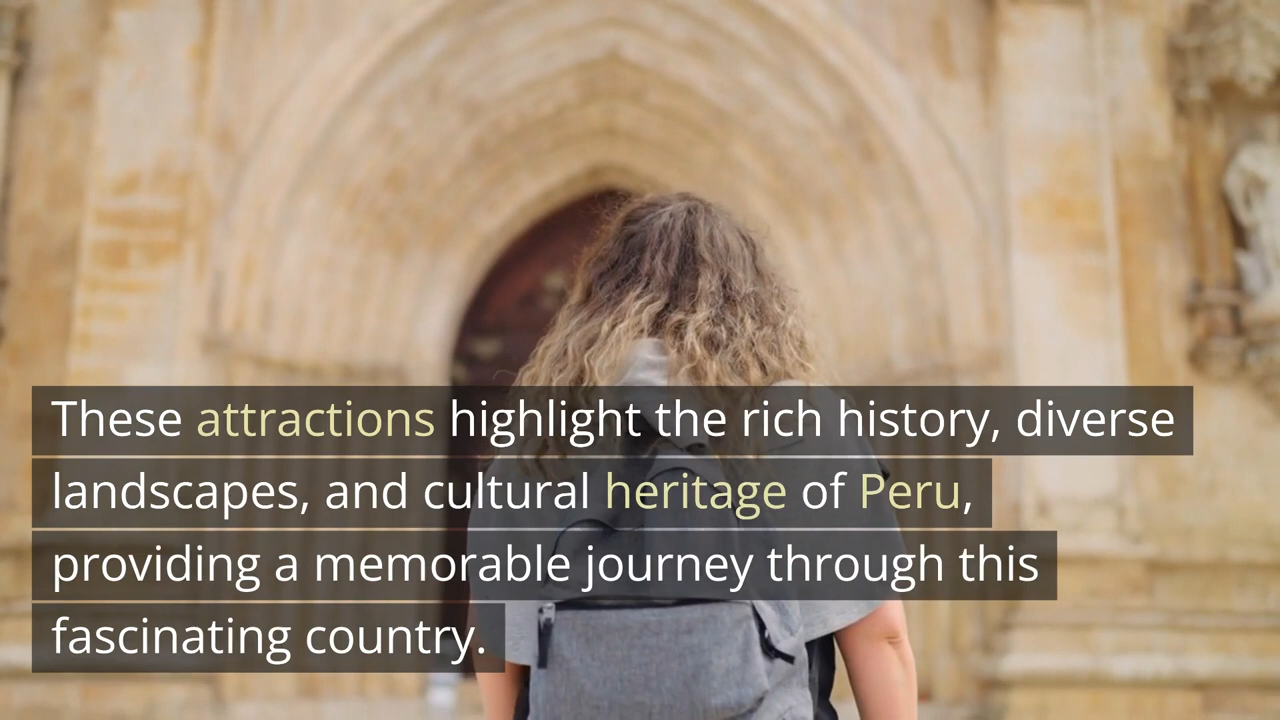 These attractions highlight the rich history, diverse
landscapes, and cultural heritage of Peru,
providing a memorable journey through this
fascinating country.